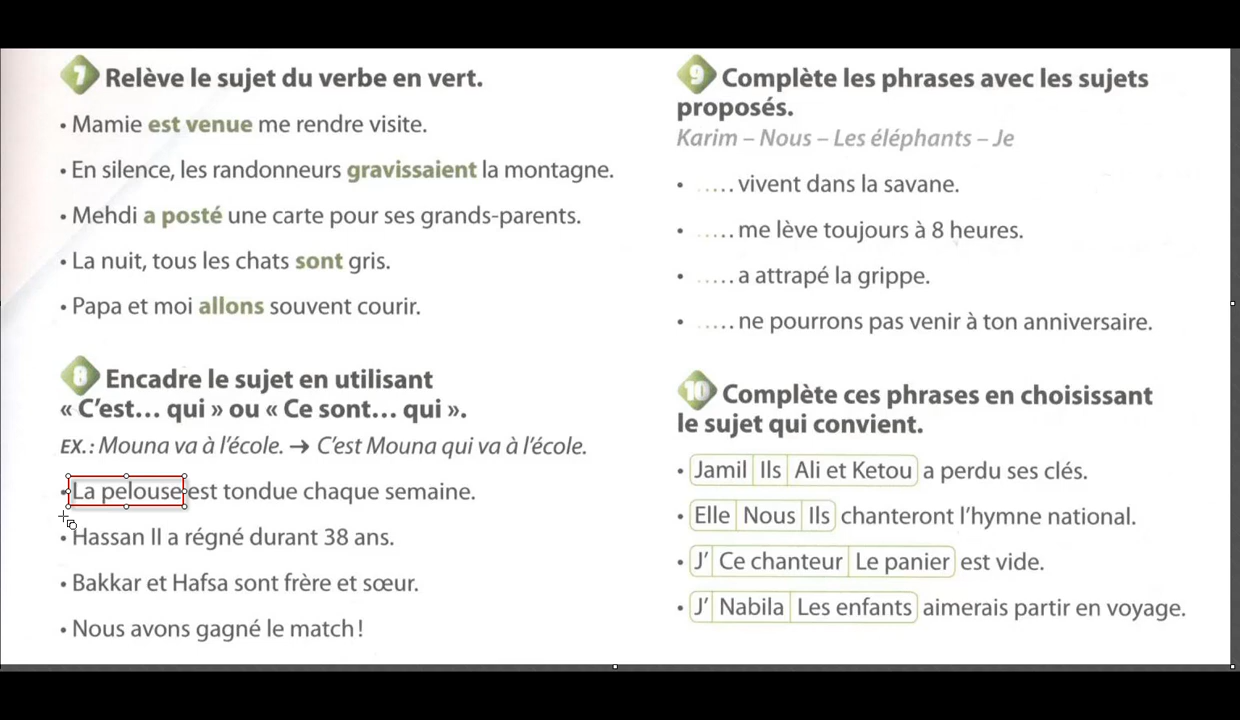 7 Relève le sujet du verbe en vert.
• Mamie est venue me rendre visite.
• En silence, les randonneurs gravissaient la montagne.
• Mehdi a posté une carte pour ses grands-parents.
• La nuit, tous les chats sont gris.
• Papa et moi allons souvent courir.
8 Encadre le sujet en utilisant
« C'est… qui » ou « Ce sont… qui ».
EX.: Mouna va à l'école. → C'est Mouna qui va à l'école.
• La pelouse est tondue chaque semaine.
• Hassan II a régné durant 38 ans.
• Bakkar et Hafsa sont frère et sœur.
• Nous avons gagné le match !
9 Complète les phrases avec les sujets
proposés.
Karim – Nous – Les éléphants – Je
• ..... vivent dans la savane.
• ..... me lève toujours à 8 heures.
• ..... a attrapé la grippe.
• ..... ne pourrons pas venir à ton anniversaire.
10 Complète ces phrases en choisissant
le sujet qui convient.
• Jamil | Ils | Ali et Ketou a perdu ses clés.
• Elle | Nous | Ils chanteront l'hymne national.
• J' | Ce chanteur | Le panier est vide.
• J' | Nabila | Les enfants aimerais partir en voyage.